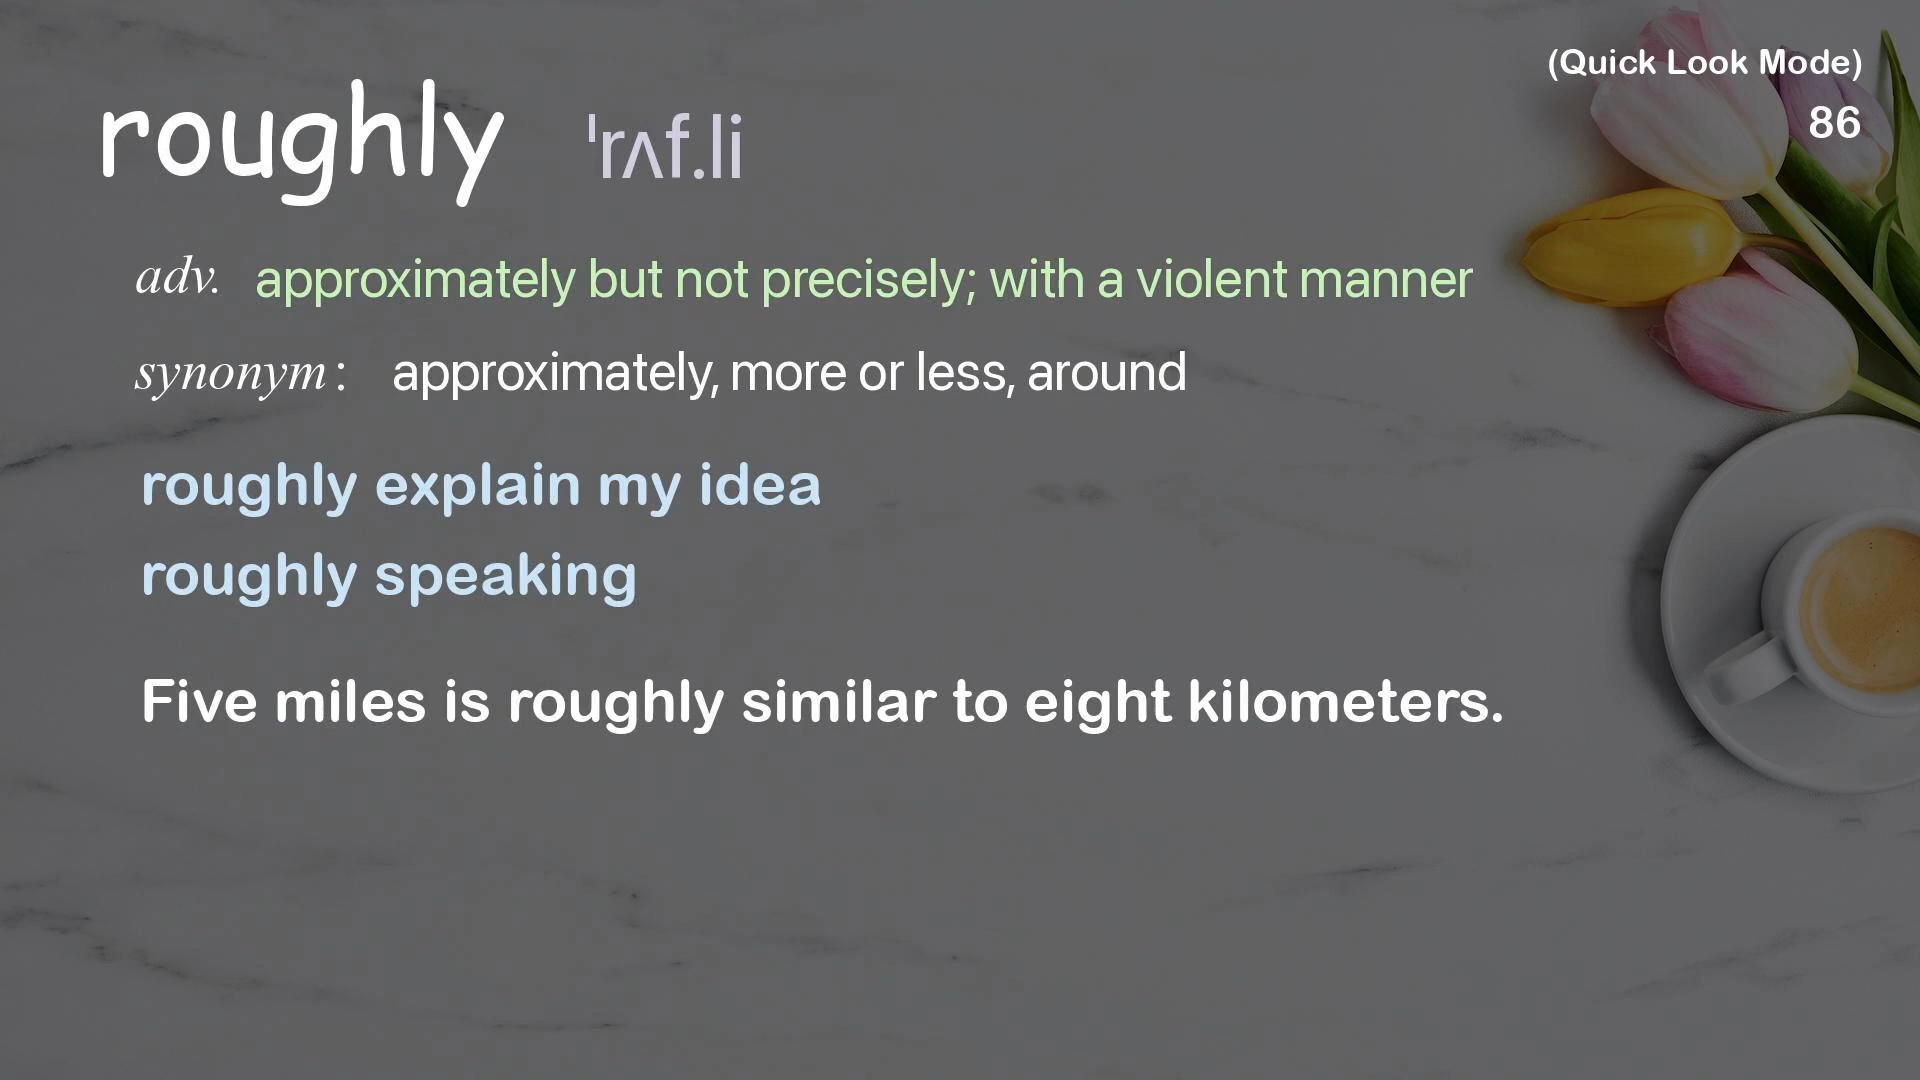 (Quick Look Mode)
86
roughly ˈrʌf.li
adv. approximately but not precisely; with a violent manner
synonym : approximately, more or less, around
roughly explain my idea
roughly speaking
Five miles is roughly similar to eight kilometers.